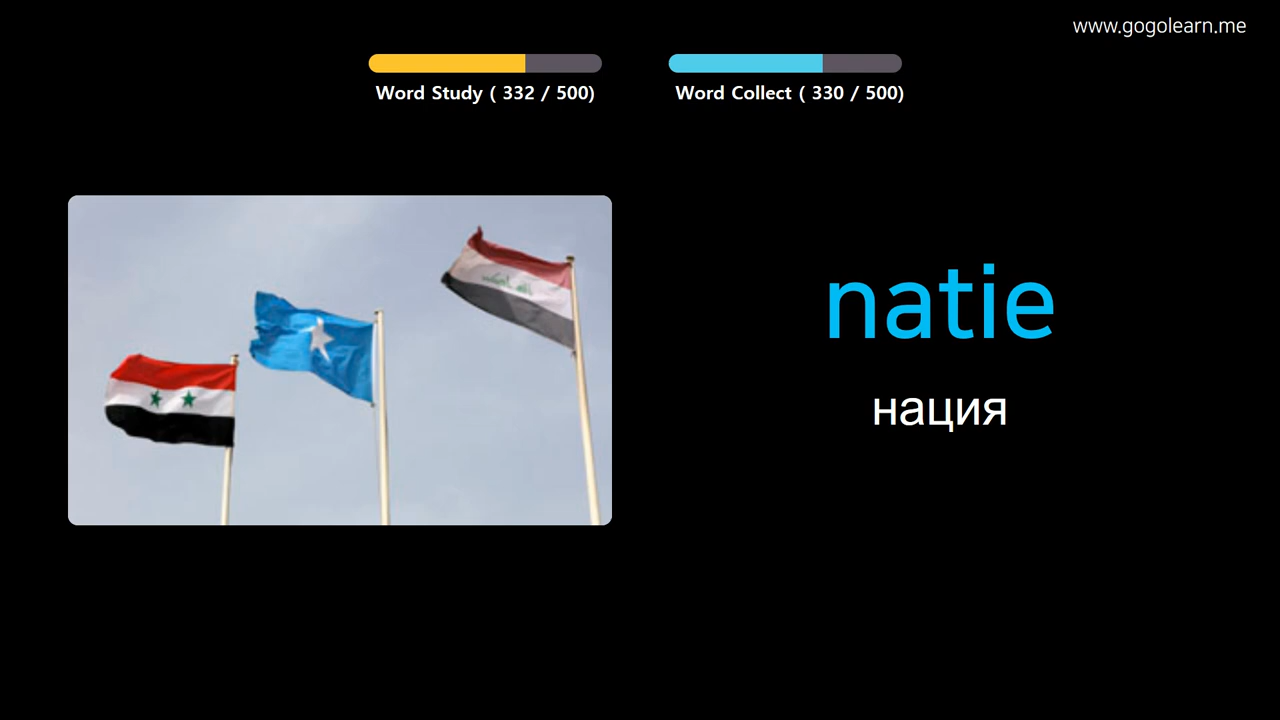 www.gogolearn.me
Word Study ( 332 / 500)
Word Collect ( 330 / 500)
natie
нация